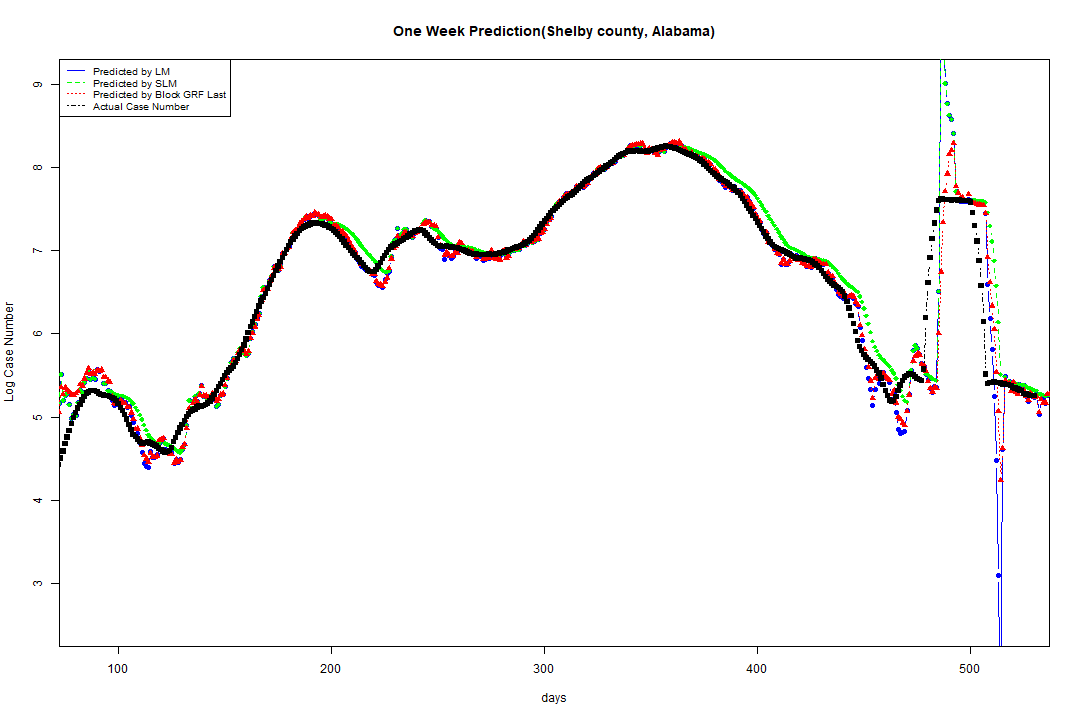 One Week Prediction(Shelby county, Alabama)
Predicted by LM
Predicted by SLM
Predicted by Block GRF Last
Actual Case Number
9
8
7
6
5
4
3
Log Case Number
100 200 300 400 500
days